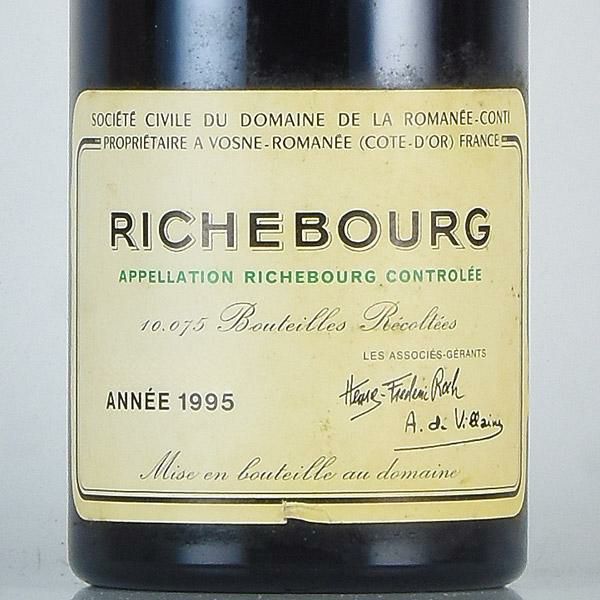 SOCIÉTÉ CIVILE DU DOMAINE DE LA ROMANÉE-CONTI
PROPRIÉTAIRE A VOSNE-ROMANÉE (COTE-D'OR) FRANCE
RICHEBOURG
APPELLATION RICHEBOURG CONTROLÉE
10.075 Bouteilles Récoltées
LES ASSOCIÉS-GÉRANTS
ANNÉE 1995
Henry-Frédéric Roch
A. de Villaine
Mise en bouteille au domaine